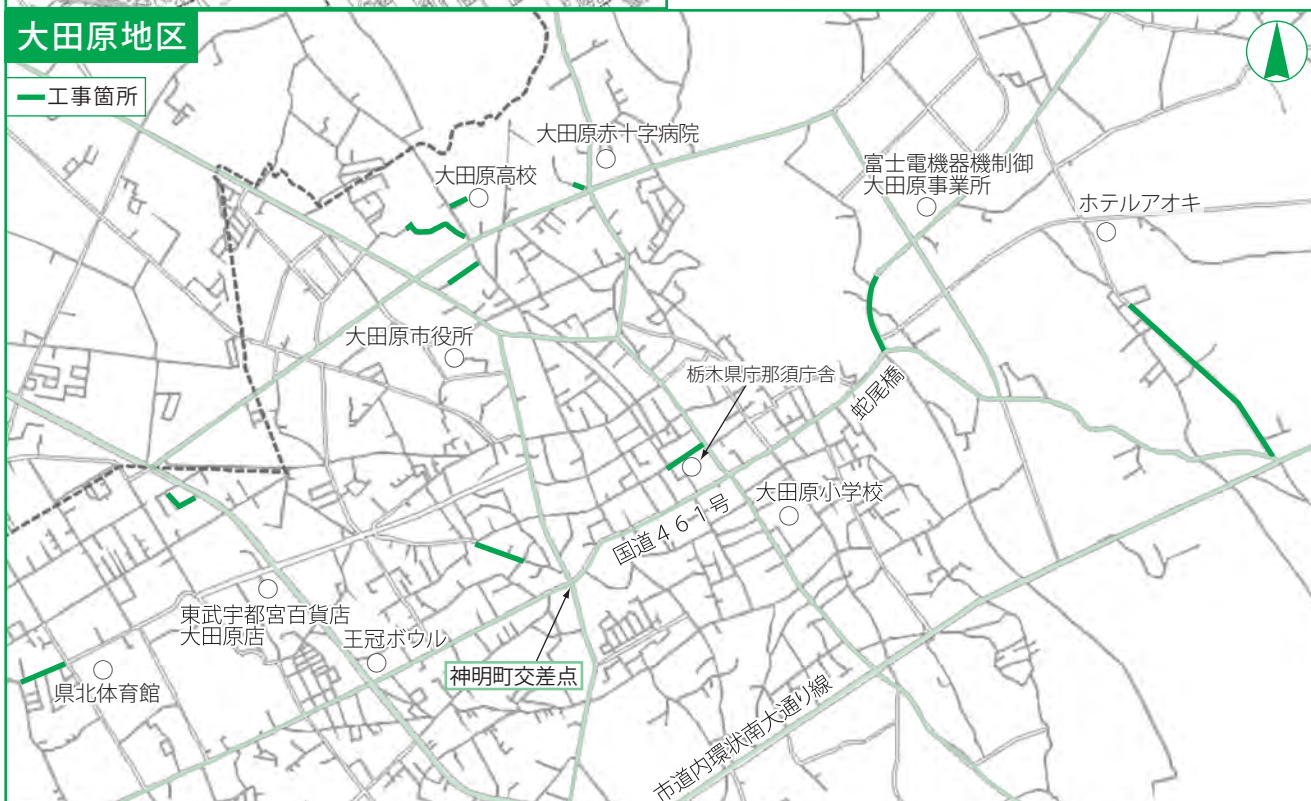 大田原地区
工事箇所
大田原赤十字病院
大田原高校
富士電機器機制御
大田原事業所
ホテルアオキ
大田原市役所
栃木県庁那須庁舎
蛇尾橋
大田原小学校
国道461号
東武宇都宮百貨店
大田原店
王冠ボウル
神明町交差点
県北体育館
市道内環状南大通り線